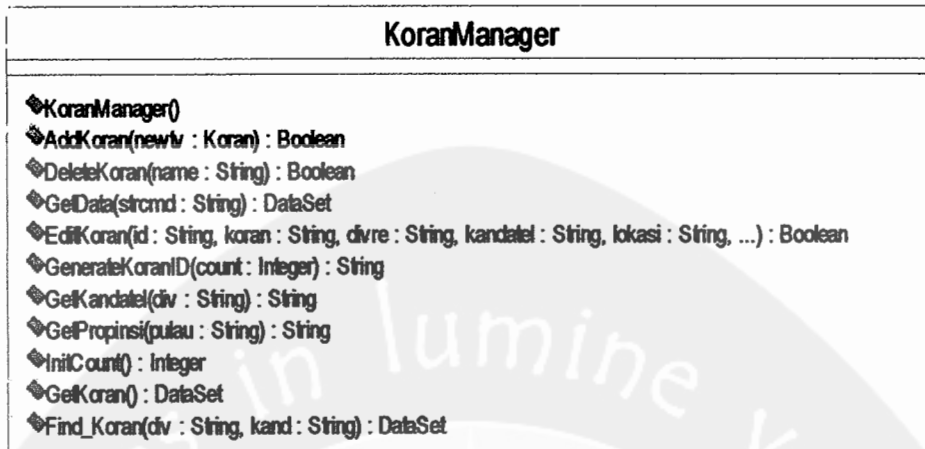 KoranManager
KoranManager()
AddKoran(newtv : Koran) : Boolean
DeleteKoran(name : String) : Boolean
GetData(strcmd : String) : DataSet
EditKoran(id : String, koran : String, divre : String, kandatel : String, lokasi : String, ...) : Boolean
GenerateKoranID(count : Integer) : String
GetKandatel(div : String) : String
GetPropinsi(pulau : String) : String
InitCount() : Integer
GetKoran() : DataSet
Find_Koran(div : String, kand : String) : DataSet
in lumine